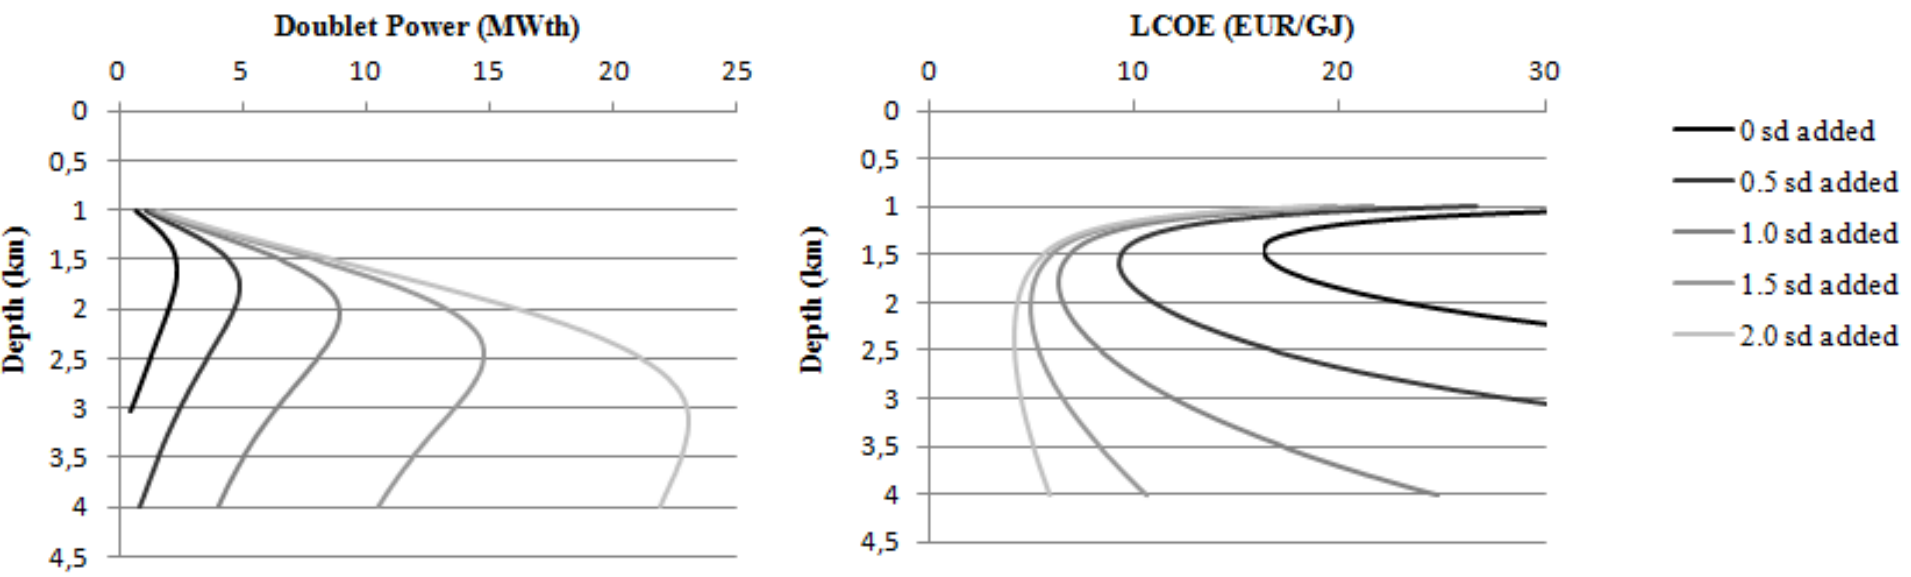 Doublet Power (MWth)
0 5 10 15 20 25
0
0,5
1
1,5
2
2,5
3
3,5
4
4,5
Depth (km)
LCOE (EUR/GJ)
0 10 20 30
0
0,5
1
1,5
2
2,5
3
3,5
4
4,5
Depth (km)
0 sd added
0.5 sd added
1.0 sd added
1.5 sd added
2.0 sd added